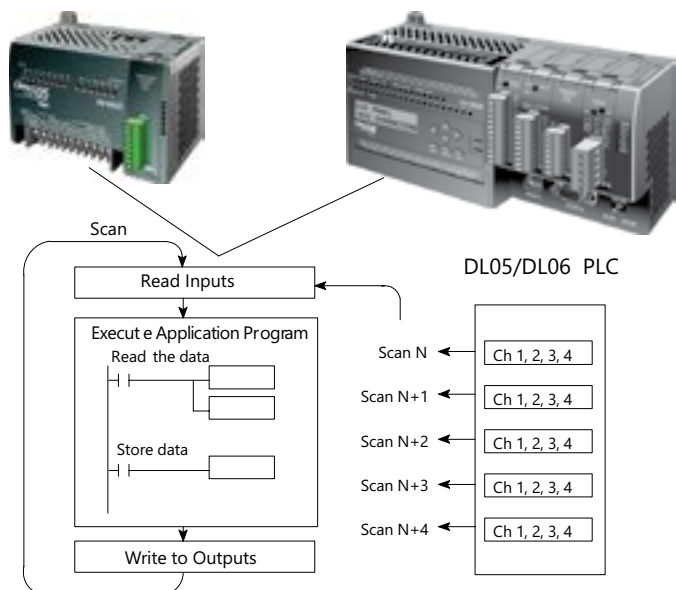 Scan
DL05/DL06 PLC
Read Inputs
Execute Application Program
Read the data
Store data
Write to Outputs
Scan N
Ch 1, 2, 3, 4
Scan N+1
Ch 1, 2, 3, 4
Scan N+2
Ch 1, 2, 3, 4
Scan N+3
Ch 1, 2, 3, 4
Scan N+4
Ch 1, 2, 3, 4